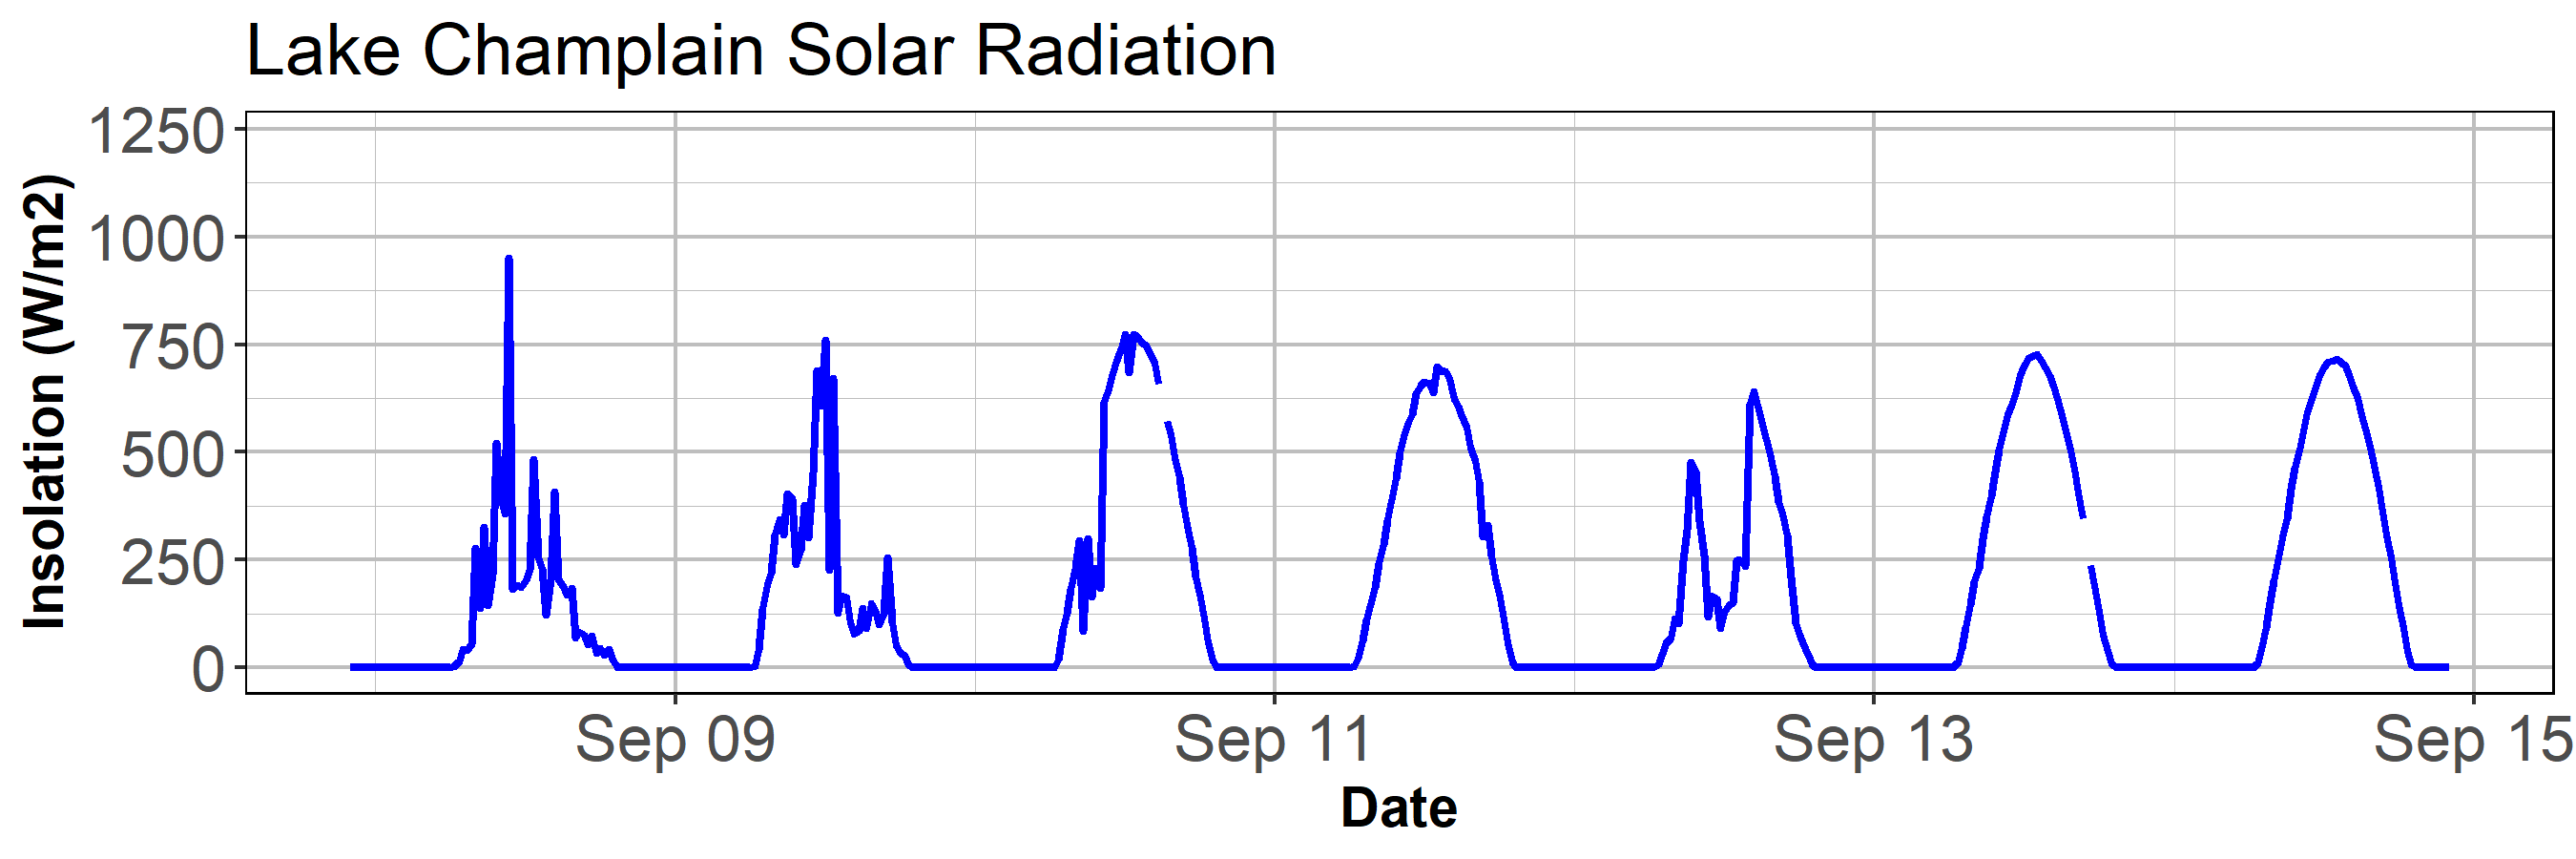 Lake Champlain Solar Radiation
1250
1000
750
500
250
0
Insolation (W/m2)
Sep 09
Sep 11
Sep 13
Sep 15
Date